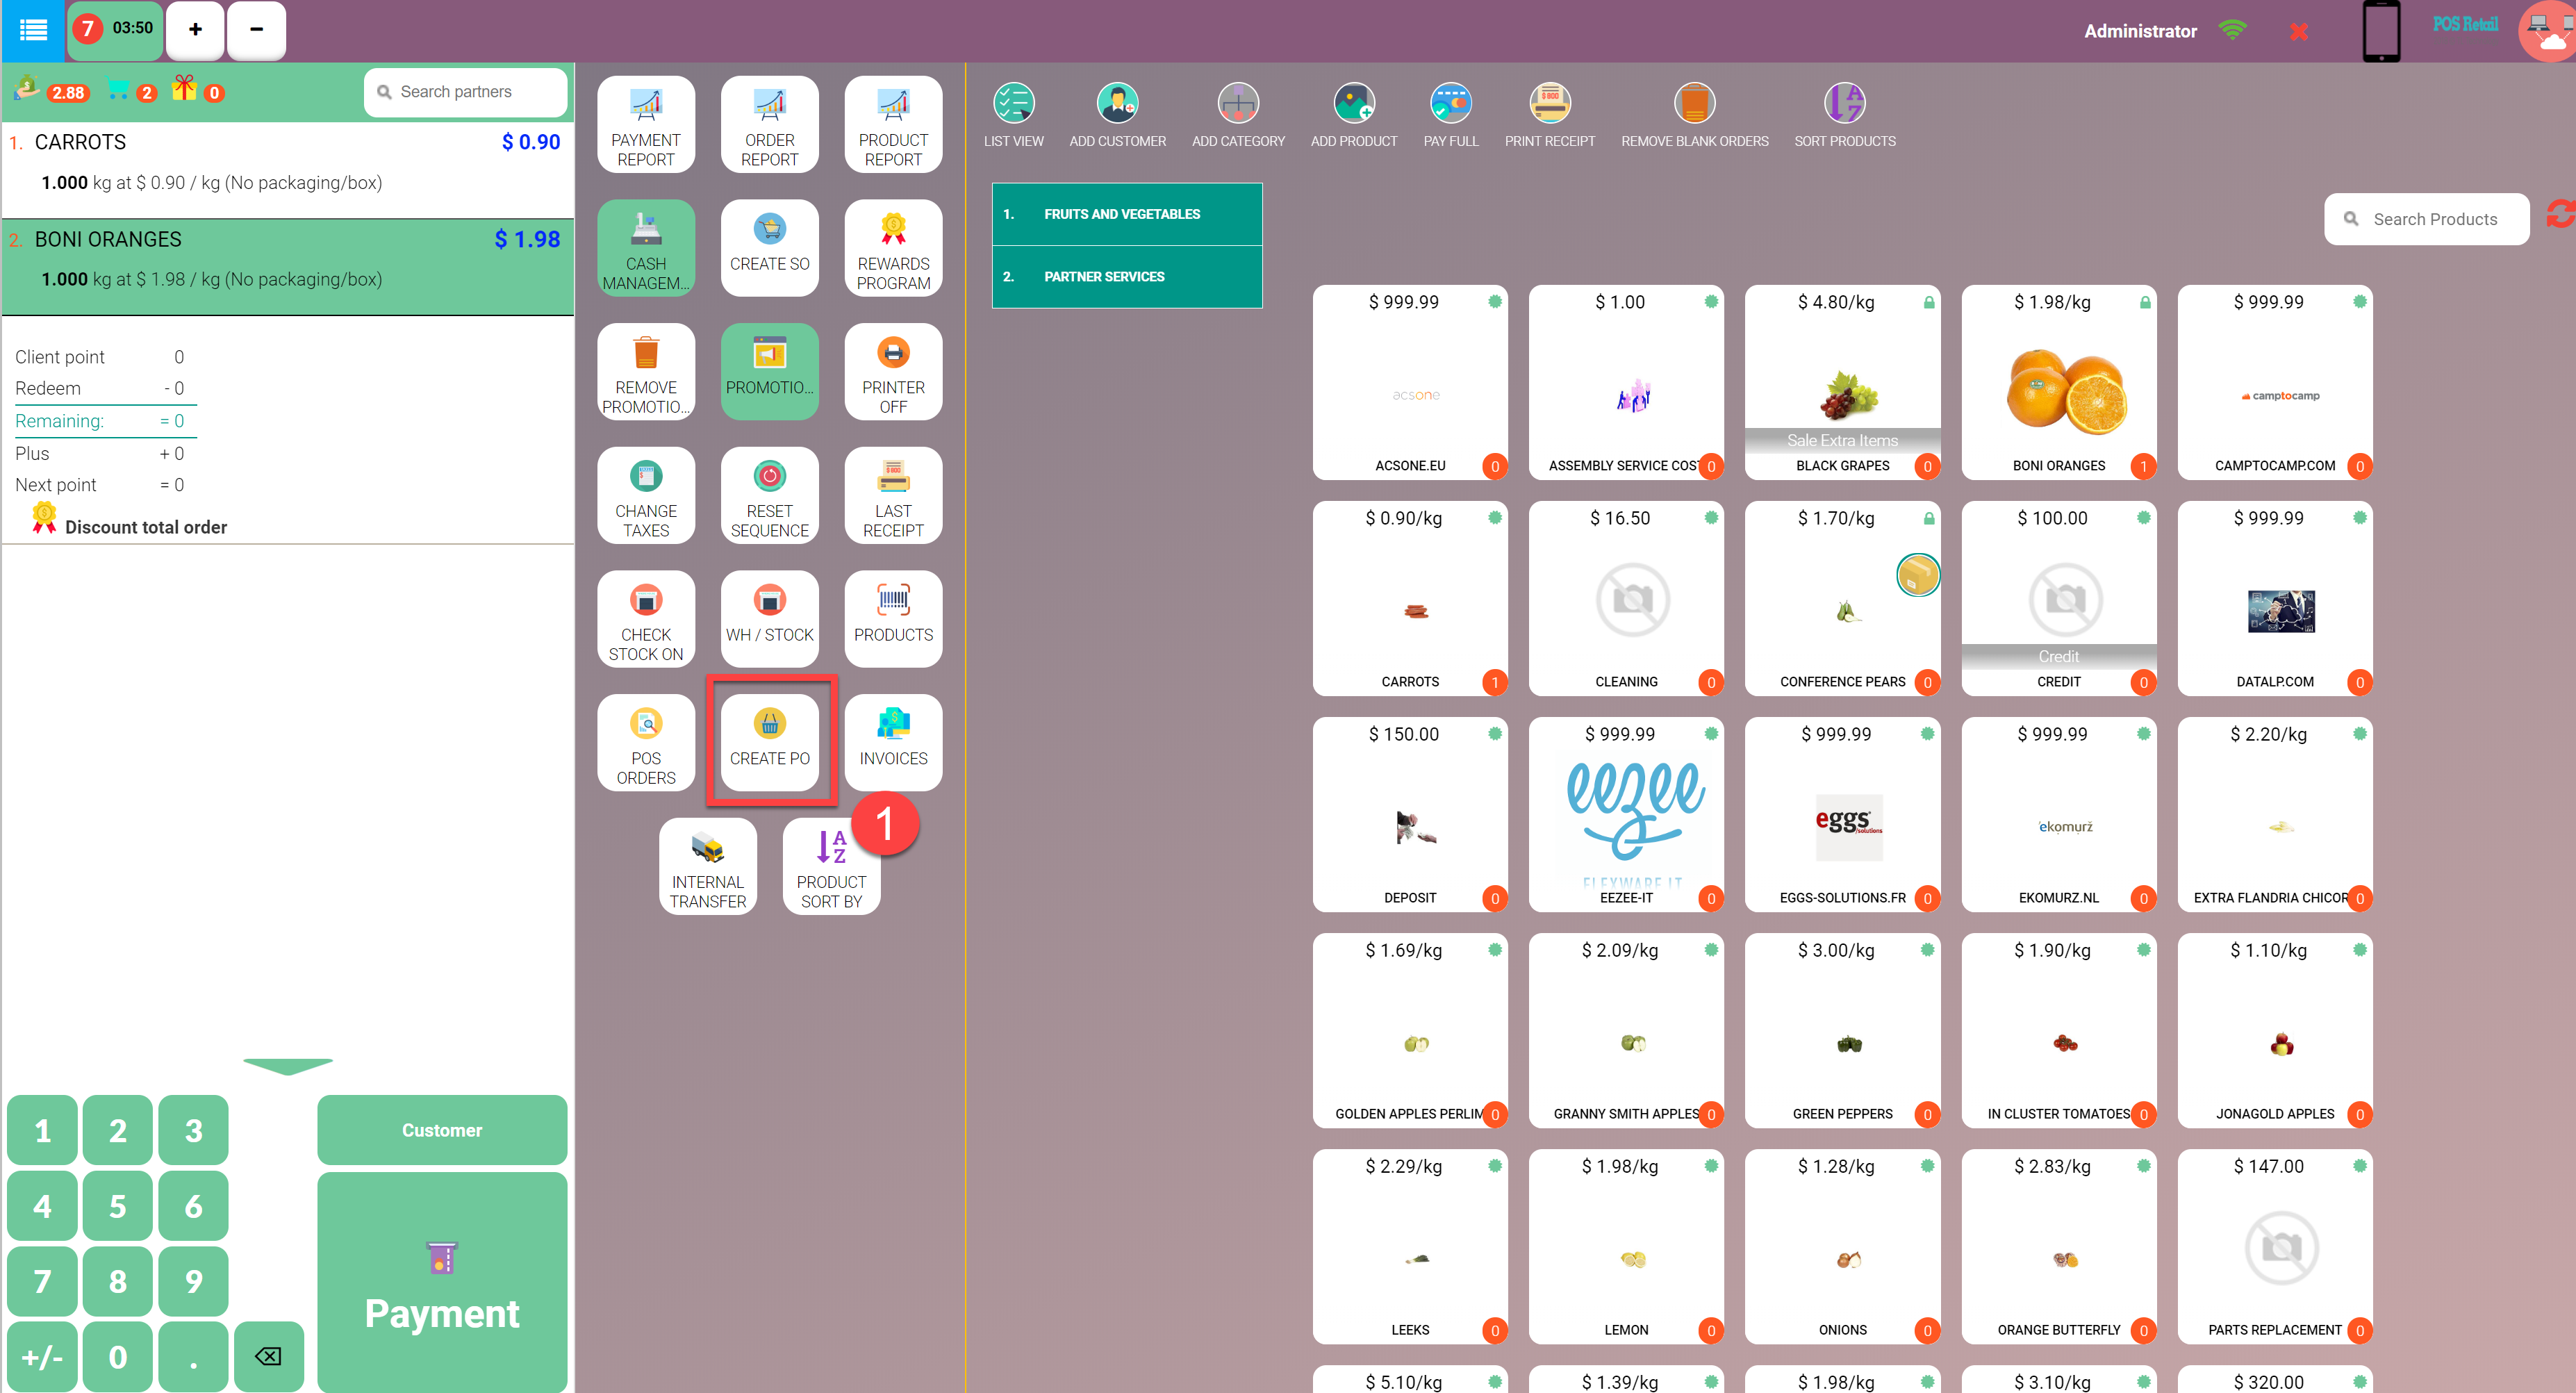 7 03:50
+
−
Administrator
POS Retail
2.88
2
0
Search partners
1. CARROTS $ 0.90
1.000 kg at $ 0.90 / kg (No packaging/box)
2. BONI ORANGES $ 1.98
1.000 kg at $ 1.98 / kg (No packaging/box)
Client point 0
Redeem - 0
Remaining: = 0
Plus + 0
Next point = 0
Discount total order
1 2 3
4 5 6
7 8 9
+/- 0 .
Customer
Payment
PAYMENT
REPORT
ORDER
REPORT
PRODUCT
REPORT
CASH
MANAGEM...
CREATE SO
REWARDS
PROGRAM
REMOVE
PROMOTIO...
PROMOTIO...
PRINTER
OFF
CHANGE
TAXES
RESET
SEQUENCE
LAST
RECEIPT
CHECK
STOCK ON
WH / STOCK
PRODUCTS
POS
ORDERS
CREATE PO
INVOICES
1
INTERNAL
TRANSFER
A
Z
PRODUCT
SORT BY
LIST VIEW
ADD CUSTOMER
ADD CATEGORY
ADD PRODUCT
PAY FULL
PRINT RECEIPT
REMOVE BLANK ORDERS
SORT PRODUCTS
1. FRUITS AND VEGETABLES
2. PARTNER SERVICES
Search Products
$ 999.99
acsone
ACSONE.EU 0
$ 1.00
ASSEMBLY SERVICE COST 0
$ 4.80/kg
Sale Extra Items
BLACK GRAPES 0
$ 1.98/kg
BONI ORANGES 1
$ 999.99
camptocamp
CAMPTOCAMP.COM 0
$ 0.90/kg
CARROTS 1
$ 16.50
CLEANING 0
$ 1.70/kg
CONFERENCE PEARS 0
$ 100.00
Credit
CREDIT 0
$ 999.99
DATALP.COM 0
$ 150.00
DEPOSIT 0
$ 999.99
eezee
FLEXWARE IT
EEZEE-IT 0
$ 999.99
eggs
solutions
EGGS-SOLUTIONS.FR 0
$ 999.99
ekomurz
EKOMURZ.NL 0
$ 2.20/kg
EXTRA FLANDRIA CHICOR 0
$ 1.69/kg
GOLDEN APPLES PERLIM 0
$ 2.09/kg
GRANNY SMITH APPLES 0
$ 3.00/kg
GREEN PEPPERS 0
$ 1.90/kg
IN CLUSTER TOMATOES 0
$ 1.10/kg
JONAGOLD APPLES 0
$ 2.29/kg
LEEKS 0
$ 1.98/kg
LEMON 0
$ 1.28/kg
ONIONS 0
$ 2.83/kg
ORANGE BUTTERFLY 0
$ 147.00
PARTS REPLACEMENT 0
$ 5.10/kg
$ 1.39/kg
$ 1.98/kg
$ 3.10/kg
$ 320.00